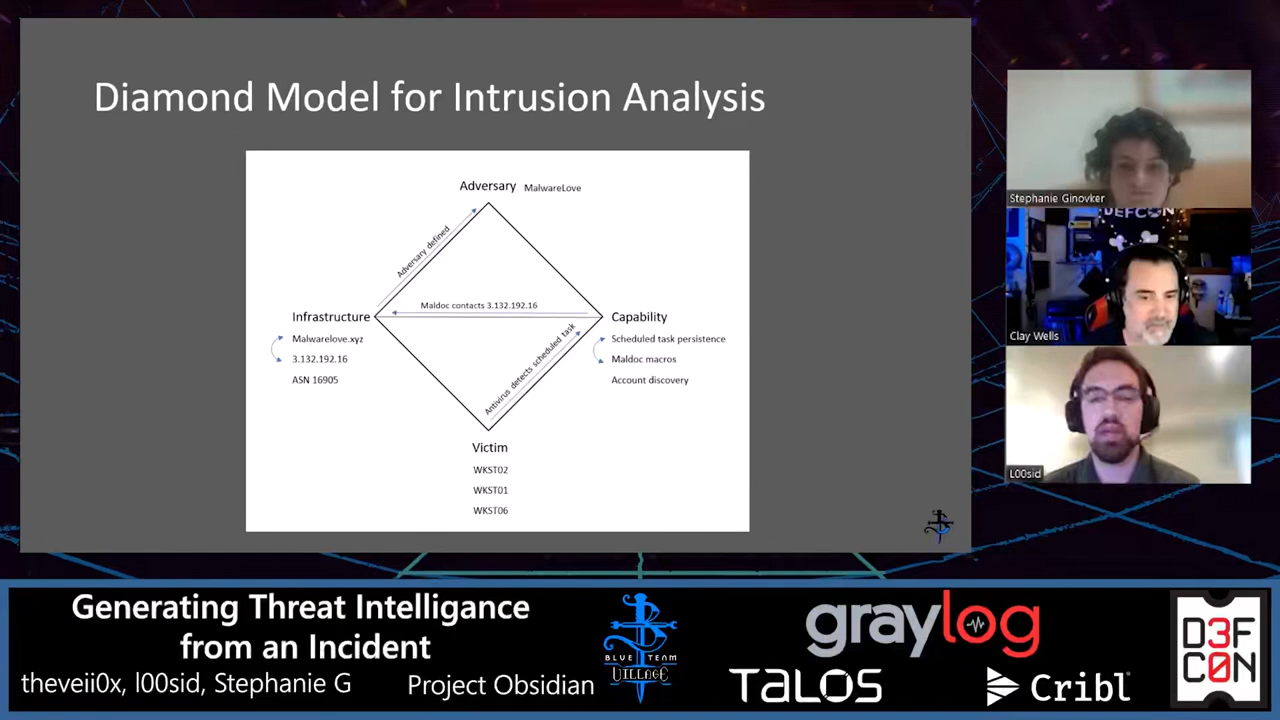 Diamond Model for Intrusion Analysis
Adversary MalwareLove
Adversary defined
Maldoc contacts 3.132.192.16
Infrastructure
Malwarelove.xyz
3.132.192.16
ASN 16905
Capability
Scheduled task persistence
Maldoc macros
Account discovery
Antivirus detects scheduled task
Victim
WKST02
WKST01
WKST06
Stephanie Ginovker
DEFCON
Clay Wells
L00sid
Generating Threat Intelligance
from an Incident
theveii0x, l00sid, Stephanie G
Project Obsidian
BLUE TEAM
VILLAGE
graylog
TALOS
Cribl
D3F
C0N